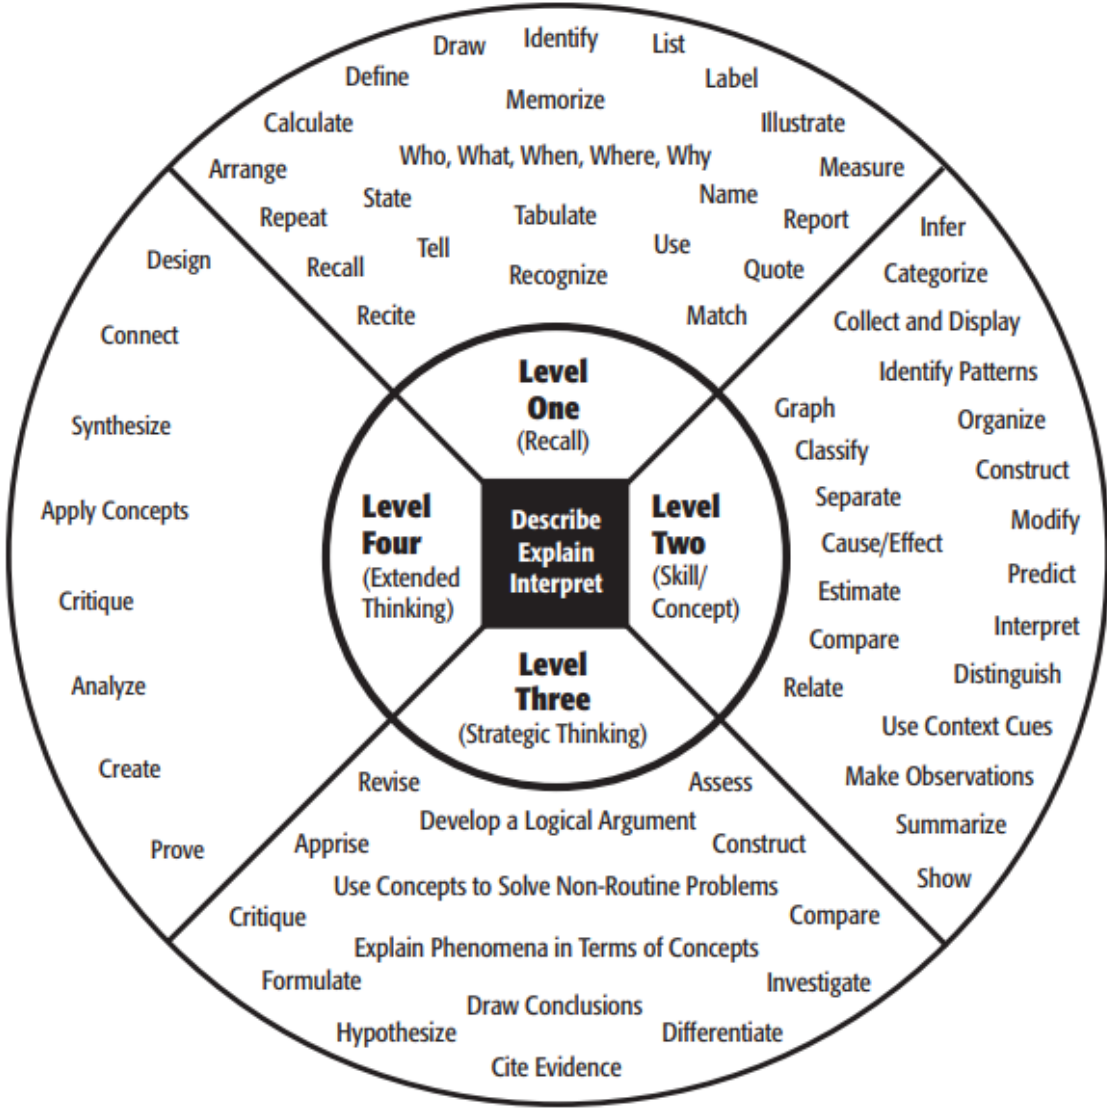 Draw
Identify
List
Define
Label
Memorize
Calculate
Illustrate
Who, What, When, Where, Why
Arrange
Measure
State
Name
Repeat
Tabulate
Report
Tell
Use
Recall
Recognize
Quote
Recite
Match
Level
One
(Recall)
Infer
Categorize
Collect and Display
Identify Patterns
Graph
Organize
Classify
Construct
Separate
Modify
Cause/Effect
Predict
Estimate
Interpret
Compare
Distinguish
Relate
Use Context Cues
Make Observations
Summarize
Show
Level
Two
(Skill/
Concept)
Describe
Explain
Interpret
Level
Three
(Strategic Thinking)
Revise
Assess
Develop a Logical Argument
Apprise
Construct
Use Concepts to Solve Non-Routine Problems
Critique
Compare
Explain Phenomena in Terms of Concepts
Formulate
Investigate
Draw Conclusions
Hypothesize
Differentiate
Cite Evidence
Level
Four
(Extended
Thinking)
Design
Connect
Synthesize
Apply Concepts
Critique
Analyze
Create
Prove